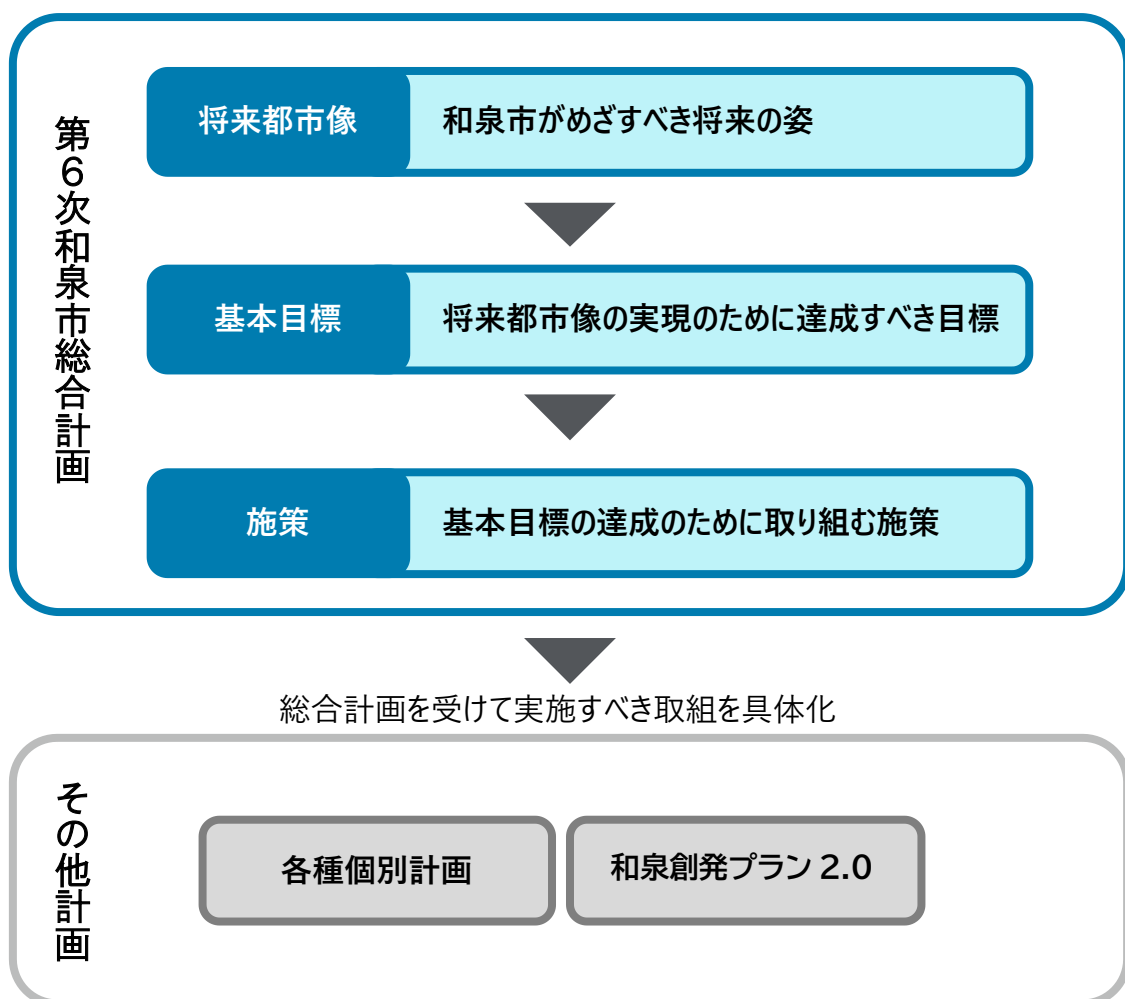 第６次和泉市総合計画
将来都市像
和泉市がめざすべき将来の姿
基本目標
将来都市像の実現のために達成すべき目標
施策
基本目標の達成のために取り組む施策
総合計画を受けて実施すべき取組を具体化
その他計画
各種個別計画
和泉創発プラン 2.0